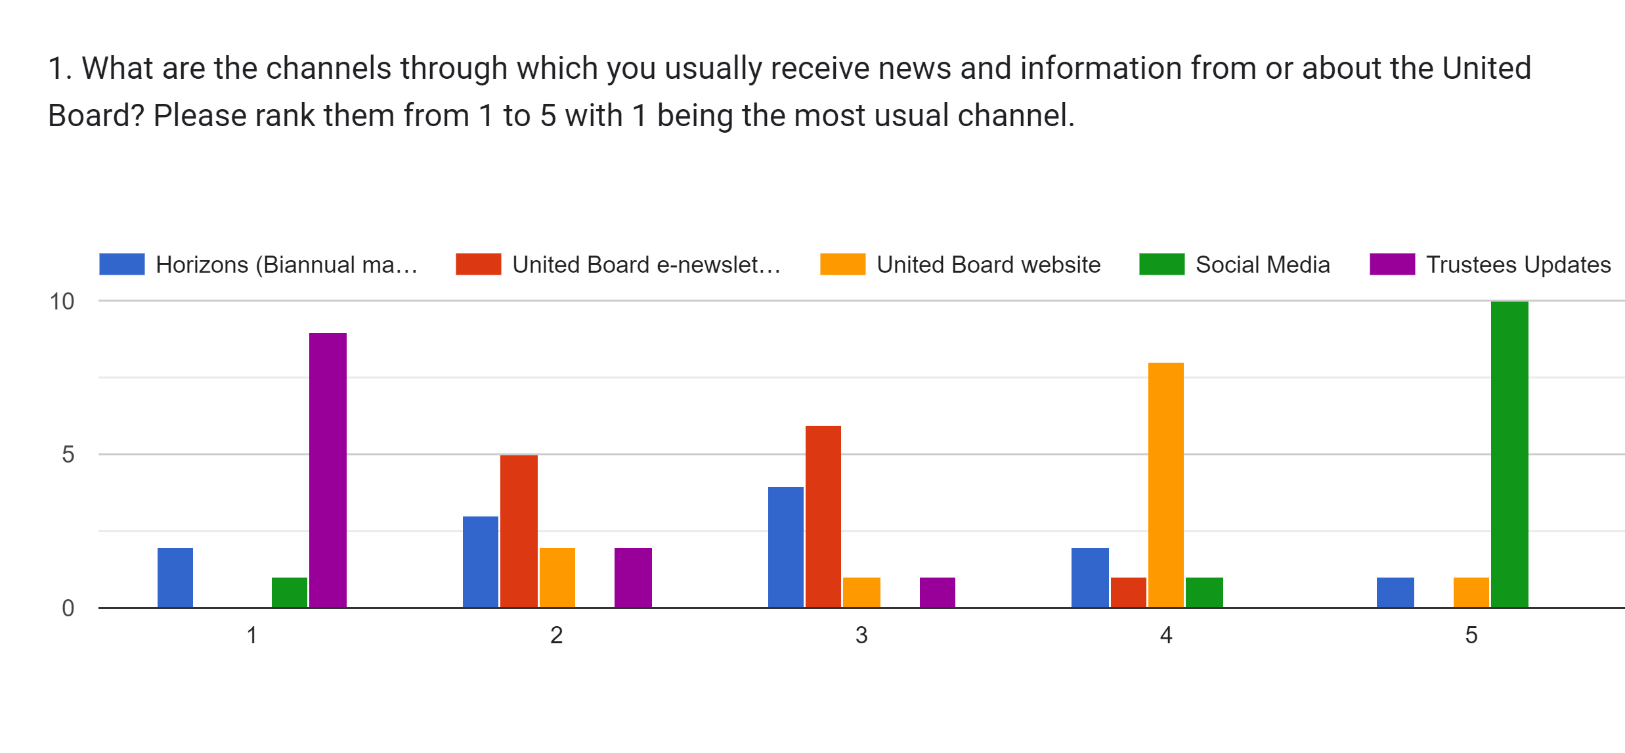 1. What are the channels through which you usually receive news and information from or about the United
Board? Please rank them from 1 to 5 with 1 being the most usual channel.
Horizons (Biannual ma… United Board e-newslet… United Board website Social Media Trustees Updates
10
5
0
1 2 3 4 5